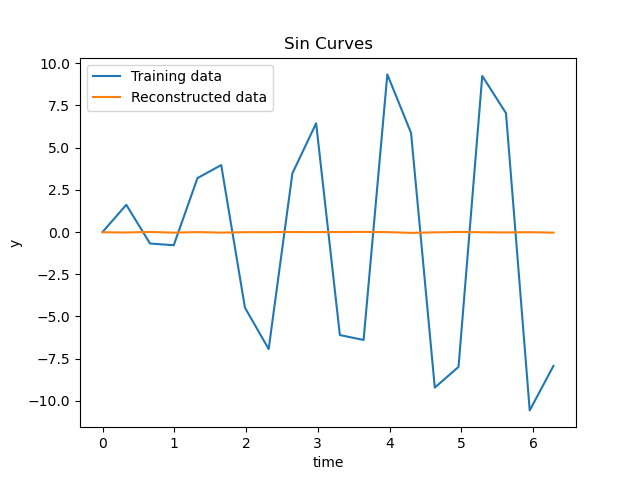 Sin Curves
Training data
Reconstructed data
10.0
7.5
5.0
2.5
0.0
−2.5
−5.0
−7.5
−10.0
y
0 1 2 3 4 5 6
time